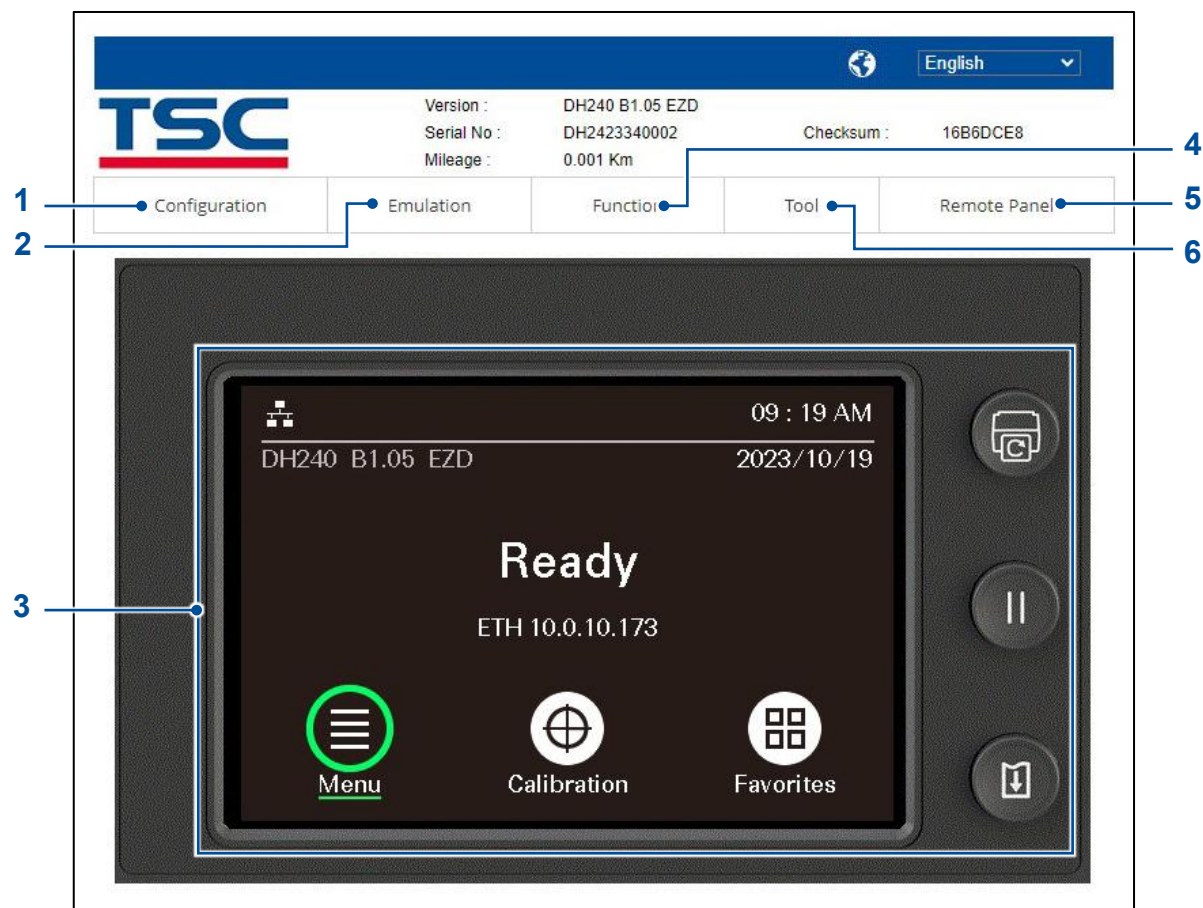 English
TSC
Version : DH240 B1.05 EZD
Serial No : DH2423340002 Checksum : 16B6DCE8
Mileage : 0.001 Km
4
1 Configuration Emulation Function Tool Remote Panel 5
2 6
09 : 19 AM
DH240 B1.05 EZD 2023/10/19
Ready
3
ETH 10.0.10.173
Menu Calibration Favorites